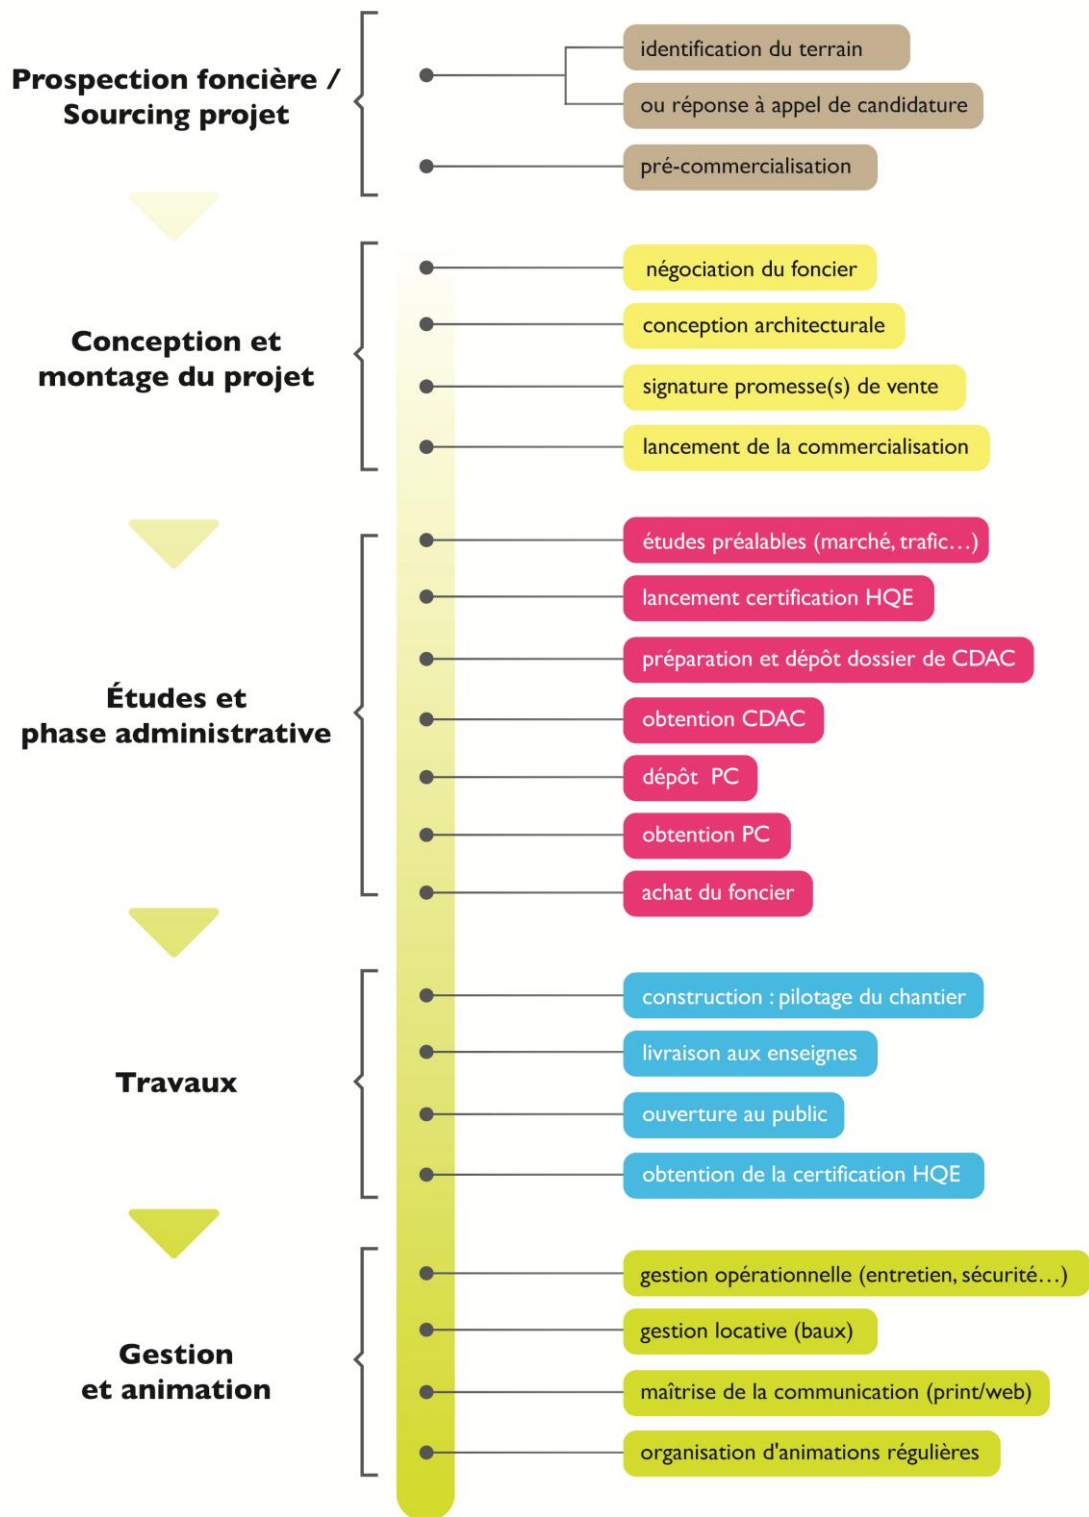 Prospection foncière /
Sourcing projet
identification du terrain
ou réponse à appel de candidature
pré-commercialisation
Conception et
montage du projet
négociation du foncier
conception architecturale
signature promesse(s) de vente
lancement de la commercialisation
Études et
phase administrative
études préalables (marché, trafic…)
lancement certification HQE
préparation et dépôt dossier de CDAC
obtention CDAC
dépôt PC
obtention PC
achat du foncier
Travaux
construction : pilotage du chantier
livraison aux enseignes
ouverture au public
obtention de la certification HQE
Gestion
et animation
gestion opérationnelle (entretien, sécurité…)
gestion locative (baux)
maîtrise de la communication (print/web)
organisation d'animations régulières